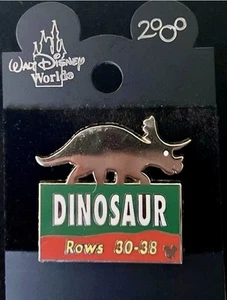 2000
WALT DISNEY
World
DINOSAUR
Rows 30-38